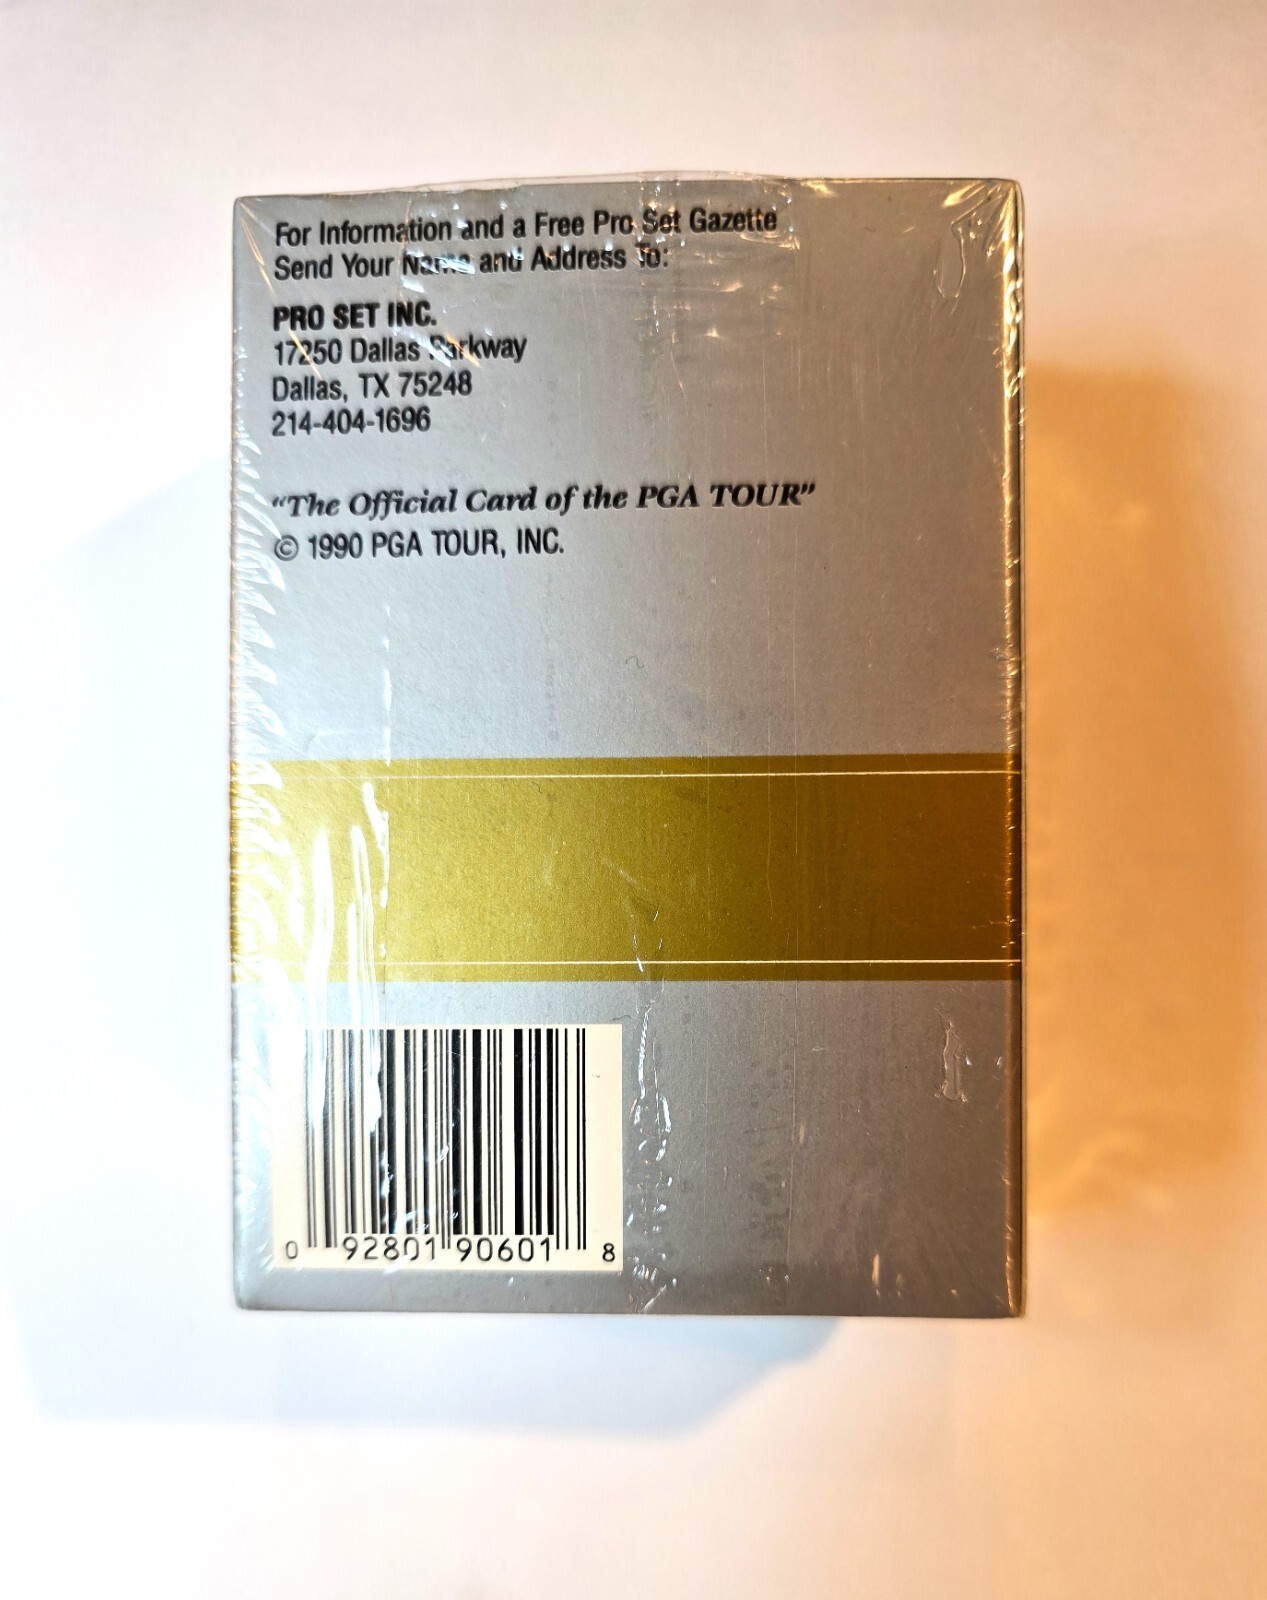 For Information and a Free Pro Set Gazette
Send Your Name and Address To:
PRO SET INC.
17250 Dallas Parkway
Dallas, TX 75248
214-404-1696
“The Official Card of the PGA TOUR”
© 1990 PGA TOUR, INC.
0 92801 90601 8